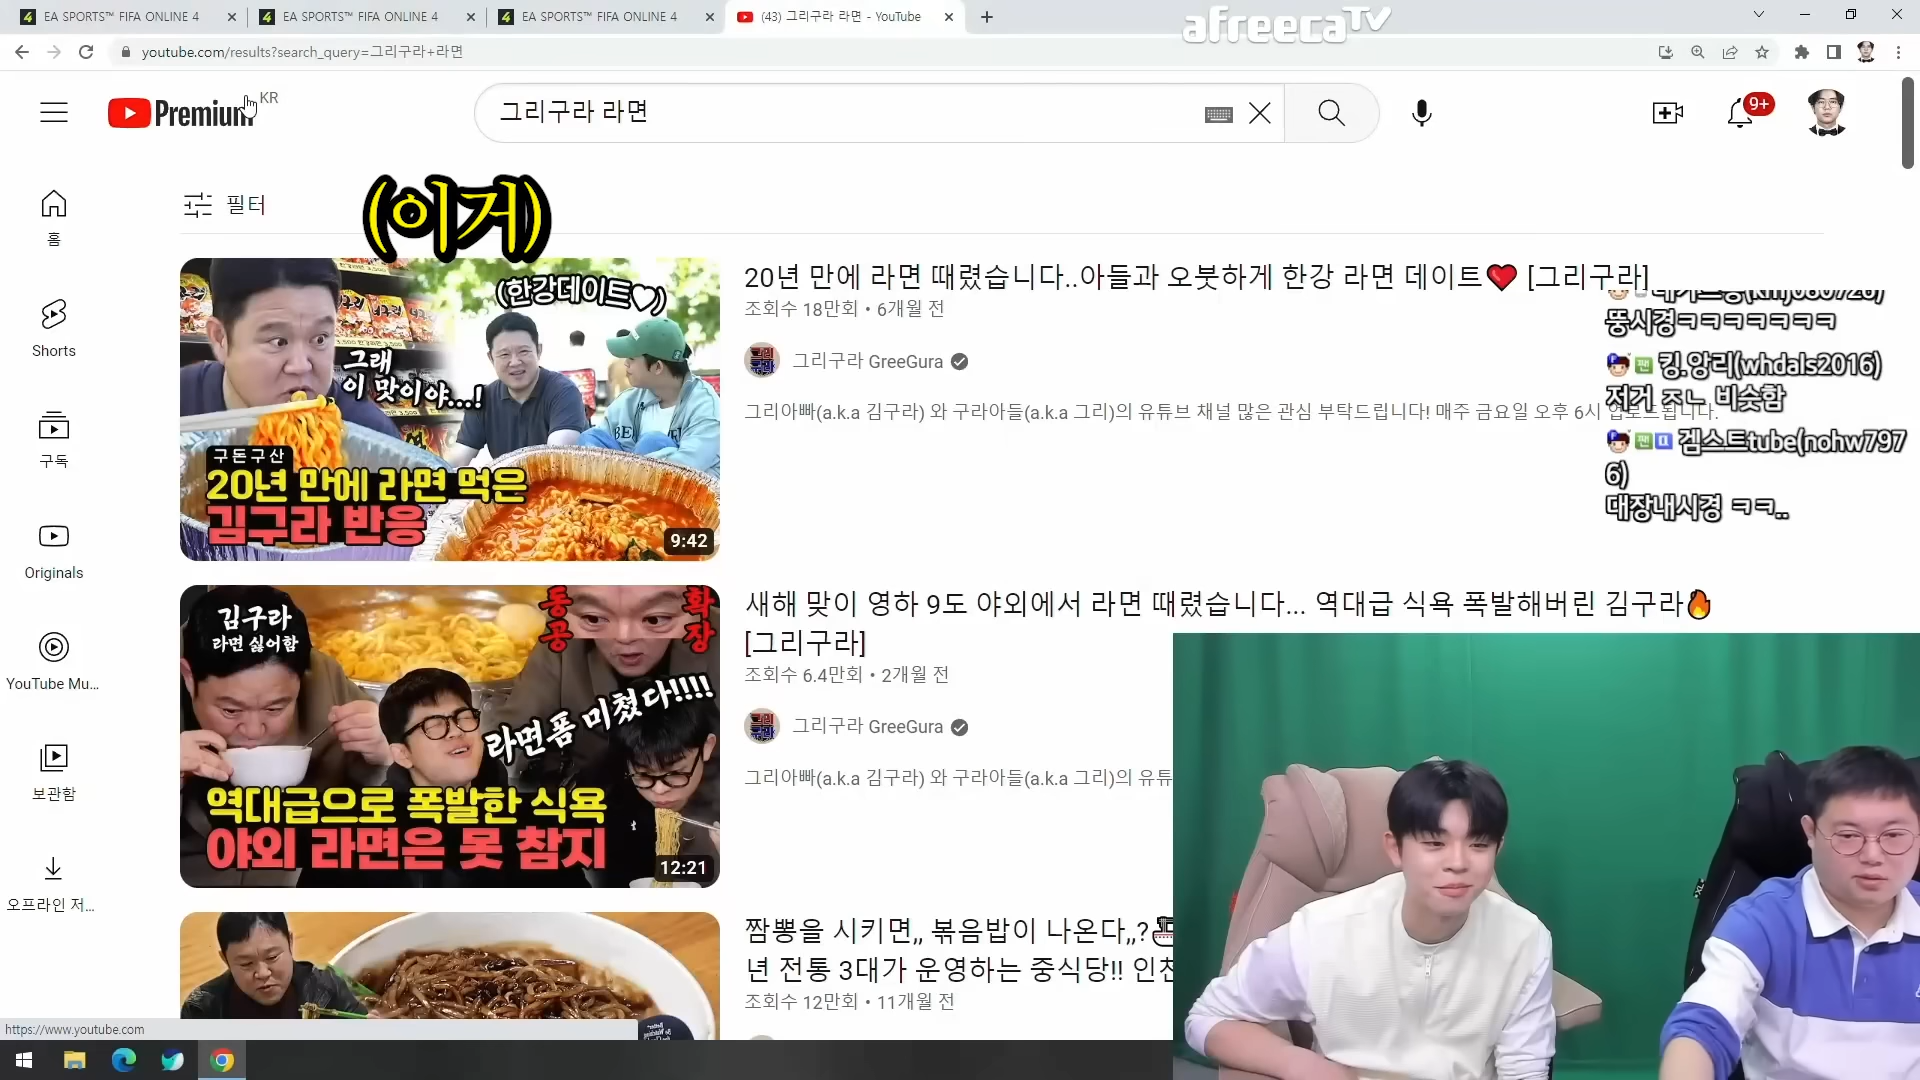 EA SPORTS™ FIFA ONLINE 4
EA SPORTS™ FIFA ONLINE 4
EA SPORTS™ FIFA ONLINE 4
(43) 그리구라 라면 - YouTube
afreecaTV
youtube.com/results?search_query=그리구라+라면
Premium KR
그리구라 라면
9+
필터
(이거)
홈
Shorts
구독
Originals
YouTube Mu...
보관함
오프라인 저...
(한강데이트♡)
그래
이 맛이야...!
구돈구산
20년 만에 라면 먹은
김구라 반응
9:42
20년 만에 라면 때렸습니다..아들과 오붓하게 한강 라면 데이트❤️ [그리구라]
조회수 18만회 • 6개월 전
그리구라 GreeGura
그리아빠(a.k.a 김구라) 와 구라아들(a.k.a 그리)의 유튜브 채널 많은 관심 부탁드립니다! 매주 금요일 오후 6시
뚱시경ㅋㅋㅋㅋㅋㅋㅋ
팬 킹.앙리(whdals2016)
저거 ㅈㄴ 비슷함
팬 겜스트tube(nohw797
6)
대장내시경 ㅋㅋ..
김구라
라면 싫어함
동공
확장
라면폼 미쳤다!!!!
역대급으로 폭발한 식욕
야외 라면은 못 참지
12:21
새해 맞이 영하 9도 야외에서 라면 때렸습니다... 역대급 식욕 폭발해버린 김구라🔥
[그리구라]
조회수 6.4만회 • 2개월 전
그리구라 GreeGura
그리아빠(a.k.a 김구라) 와 구라아들(a.k.a 그리)의 유튜
짬뽕을 시키면,, 볶음밥이 나온다,,?
년 전통 3대가 운영하는 중식당!! 인천
조회수 12만회 • 11개월 전
https://www.youtube.com